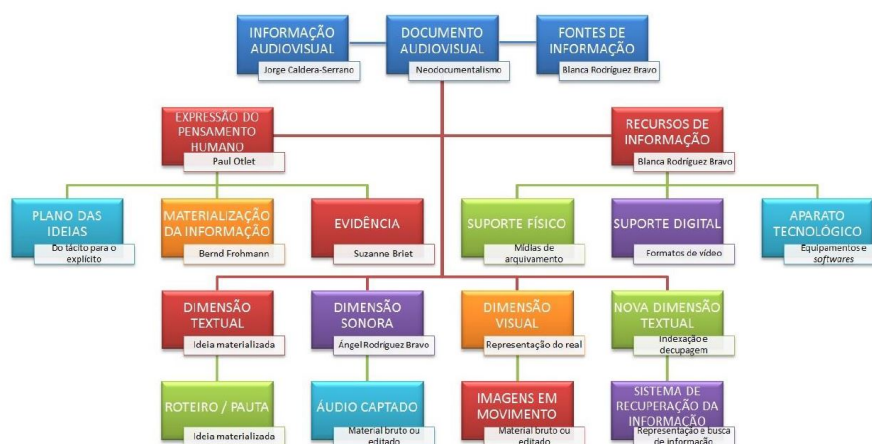 INFORMAÇÃO
AUDIOVISUAL
Jorge Caldera-Serrano
DOCUMENTO
AUDIOVISUAL
Neodocumentalismo
FONTES DE
INFORMAÇÃO
Blanca Rodríguez Bravo
EXPRESSÃO DO
PENSAMENTO
HUMANO
Paul Otlet
RECURSOS DE
INFORMAÇÃO
Blanca Rodríguez Bravo
PLANO DAS
IDEIAS
Do tácito para o
explícito
MATERIALIZAÇÃO
DA INFORMAÇÃO
Bernd Frohmann
EVIDÊNCIA
Suzanne Briet
SUPORTE FÍSICO
Mídias de
arquivamento
SUPORTE DIGITAL
Formatos de vídeo
APARATO
TECNOLÓGICO
Equipamentos e
softwares
DIMENSÃO
TEXTUAL
Ideia materializada
DIMENSÃO
SONORA
Ángel Rodríguez Bravo
DIMENSÃO
VISUAL
Representação do real
NOVA DIMENSÃO
TEXTUAL
Indexação e
decupagem
ROTEIRO / PAUTA
Ideia materializada
ÁUDIO CAPTADO
Material bruto ou
editado
IMAGENS EM
MOVIMENTO
Material bruto ou
editado
SISTEMA DE
RECUPERAÇÃO DA
INFORMAÇÃO
Representação e busca
de informação